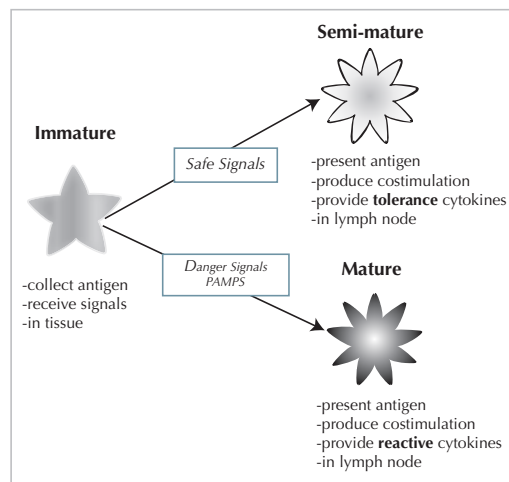 Semi-mature
Immature
Safe Signals
-present antigen
-produce costimulation
-provide tolerance cytokines
-in lymph node
Danger Signals
PAMPS
-collect antigen
-receive signals
-in tissue
Mature
-present antigen
-produce costimulation
-provide reactive cytokines
-in lymph node